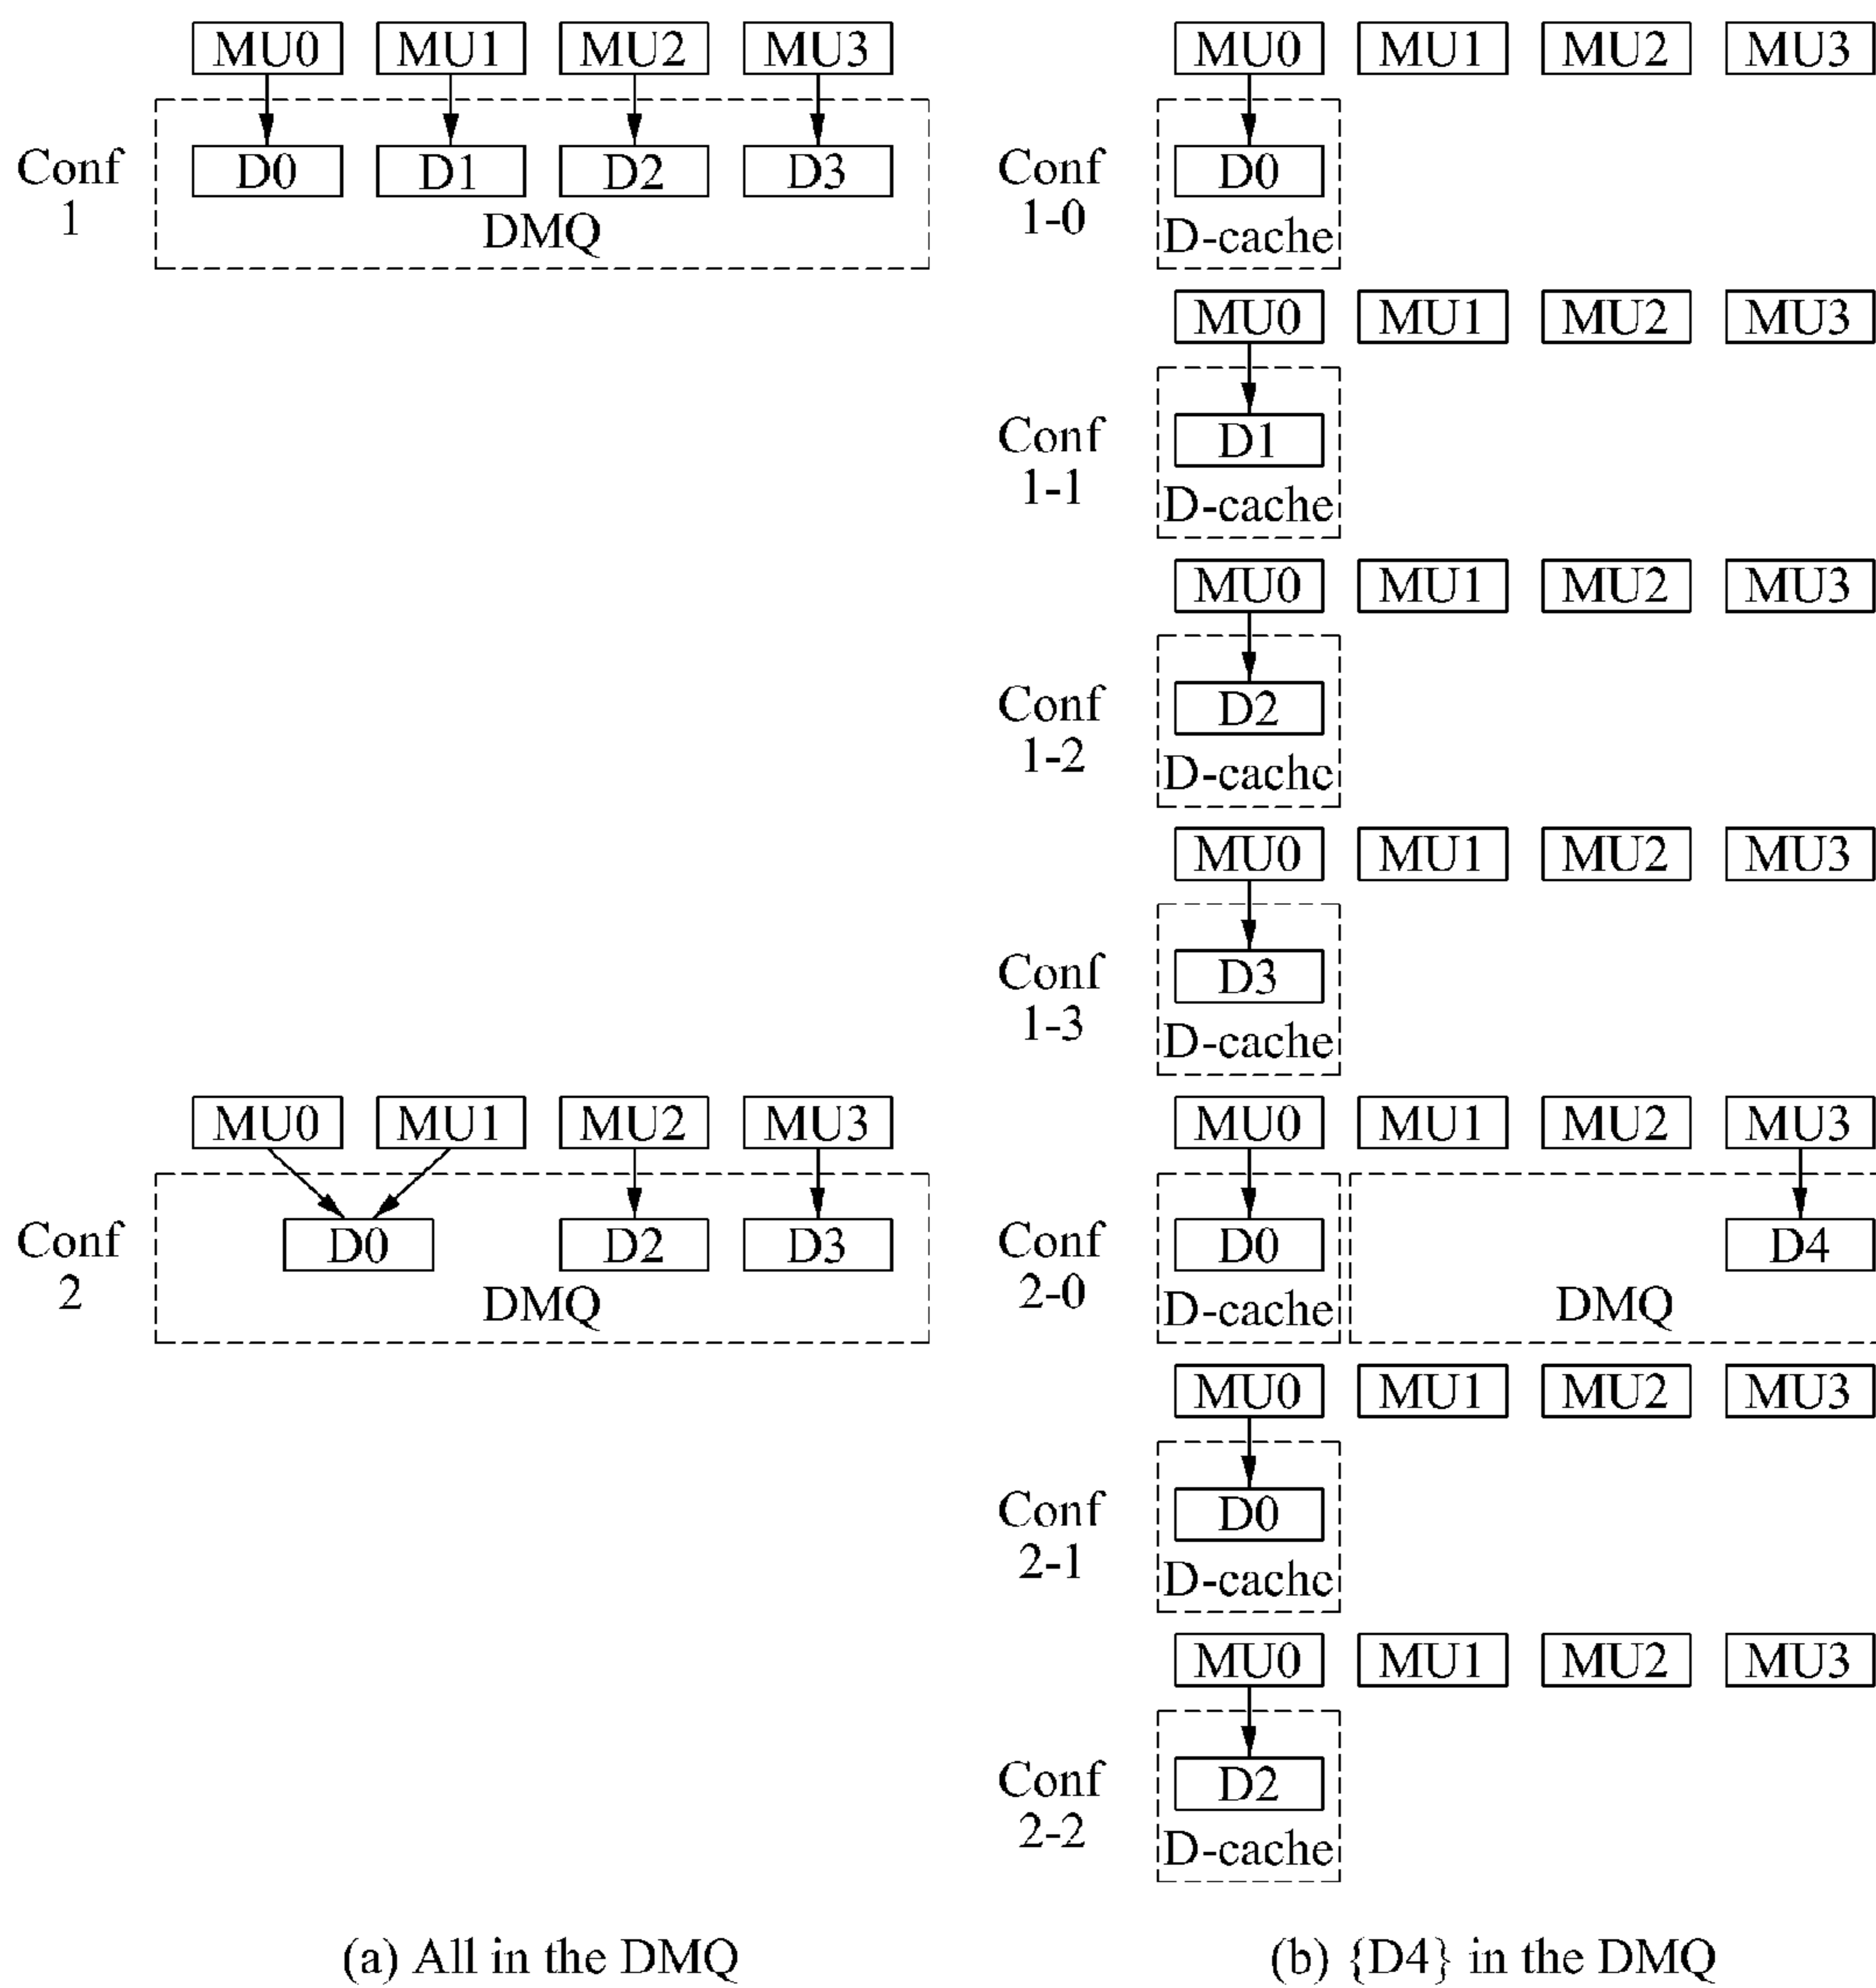 MU0 MU1 MU2 MU3
Conf 1
D0 D1 D2 D3
DMQ
MU0 MU1 MU2 MU3
Conf 1-0
D0
D-cache
MU0 MU1 MU2 MU3
Conf 1-1
D1
D-cache
MU0 MU1 MU2 MU3
Conf 1-2
D2
D-cache
MU0 MU1 MU2 MU3
Conf 1-3
D3
D-cache
MU0 MU1 MU2 MU3
Conf 2
D0 D2 D3
DMQ
MU0 MU1 MU2 MU3
Conf 2-0
D0 D4
D-cache DMQ
MU0 MU1 MU2 MU3
Conf 2-1
D0
D-cache
MU0 MU1 MU2 MU3
Conf 2-2
D2
D-cache
(a) All in the DMQ
(b) {D4} in the DMQ